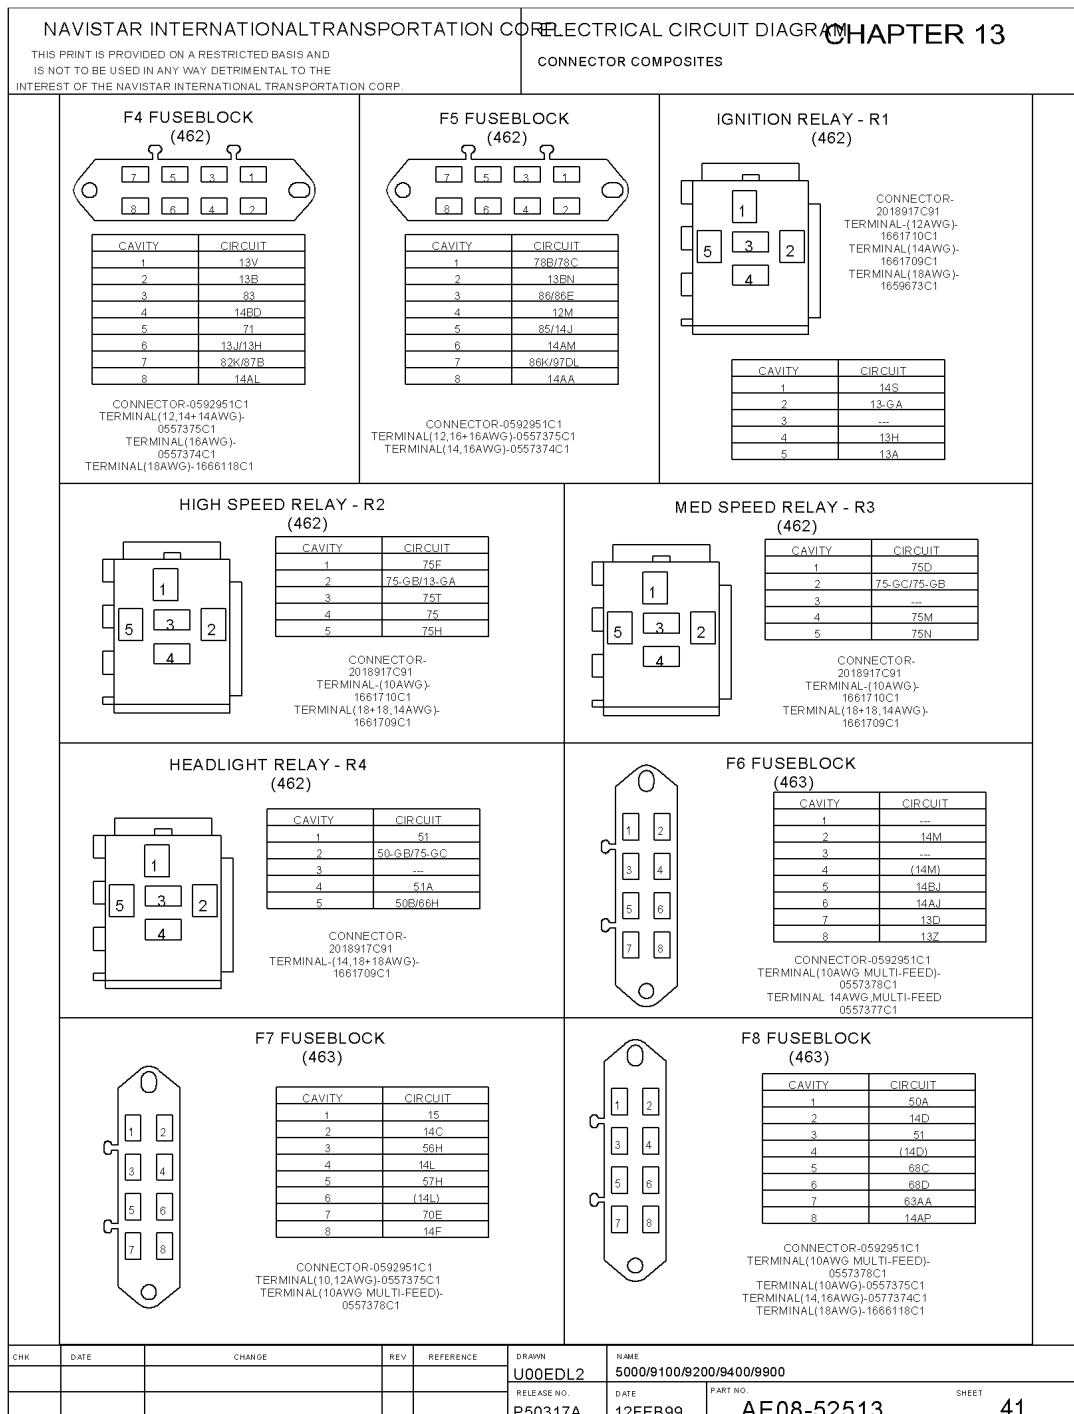 NAVISTAR INTERNATIONALTRANSPORTATION CORP.
ELECTRICAL CIRCUIT DIAGRAM
CHAPTER 13
THIS PRINT IS PROVIDED ON A RESTRICTED BASIS AND
IS NOT TO BE USED IN ANY WAY DETRIMENTAL TO THE
INTEREST OF THE NAVISTAR INTERNATIONAL TRANSPORTATION CORP.
CONNECTOR COMPOSITES
F4 FUSEBLOCK
(462)
7 5 3 1
8 6 4 2
CAVITY CIRCUIT
1 13V
2 13B
3 83
4 14BD
5 71
6 13J/13H
7 82K/87B
8 14AL
CONNECTOR-0592951C1
TERMINAL(12,14+14AWG)-
0557375C1
TERMINAL(16AWG)-
0557374C1
TERMINAL(18AWG)-1666118C1
F5 FUSEBLOCK
(462)
7 5 3 1
8 6 4 2
CAVITY CIRCUIT
1 78B/78C
2 13BN
3 86/86E
4 12M
5 85/14J
6 14AM
7 86K/97DL
8 14AA
CONNECTOR-0592951C1
TERMINAL(12,16+16AWG)-0557375C1
TERMINAL(14,16AWG)-0557374C1
IGNITION RELAY - R1
(462)
1
5 3 2
4
CONNECTOR-
2018917C91
TERMINAL-(12AWG)-
1661710C1
TERMINAL(14AWG)-
1661709C1
TERMINAL(18AWG)-
1659673C1
CAVITY CIRCUIT
1 14S
2 13-GA
3 ---
4 13H
5 13A
HIGH SPEED RELAY - R2
(462)
1
5 3 2
4
CAVITY CIRCUIT
1 75F
2 75-GB/13-GA
3 75T
4 75
5 75H
CONNECTOR-
2018917C91
TERMINAL-(10AWG)-
1661710C1
TERMINAL(18+18,14AWG)-
1661709C1
MED SPEED RELAY - R3
(462)
1
5 3 2
4
CAVITY CIRCUIT
1 75D
2 75-GC/75-GB
3 ---
4 75M
5 75N
CONNECTOR-
2018917C91
TERMINAL-(10AWG)-
1661710C1
TERMINAL(18+18,14AWG)-
1661709C1
HEADLIGHT RELAY - R4
(462)
1
5 3 2
4
CAVITY CIRCUIT
1 51
2 50-GB/75-GC
3 ---
4 51A
5 50B/66H
CONNECTOR-
2018917C91
TERMINAL-(14,18+18AWG)-
1661709C1
F6 FUSEBLOCK
(463)
1 2
3 4
5 6
7 8
CAVITY CIRCUIT
1 ---
2 14M
3 ---
4 (14M)
5 14BJ
6 14AJ
7 13D
8 13Z
CONNECTOR-0592951C1
TERMINAL(10AWG MULTI-FEED)-
0557378C1
TERMINAL 14AWG,MULTI-FEED
0557377C1
F7 FUSEBLOCK
(463)
1 2
3 4
5 6
7 8
CAVITY CIRCUIT
1 15
2 14C
3 56H
4 14L
5 57H
6 (14L)
7 70E
8 14F
CONNECTOR-0592951C1
TERMINAL(10,12AWG)-0557375C1
TERMINAL(10AWG MULTI-FEED)-
0557378C1
F8 FUSEBLOCK
(463)
1 2
3 4
5 6
7 8
CAVITY CIRCUIT
1 50A
2 14D
3 51
4 (14D)
5 68C
6 68D
7 63AA
8 14AP
CONNECTOR-0592951C1
TERMINAL(10AWG MULTI-FEED)-
0557378C1
TERMINAL(10AWG)-0557375C1
TERMINAL(14,16AWG)-0577374C1
TERMINAL(18AWG)-1666118C1
CHK DATE CHANGE REV REFERENCE
DRAWN
U00EDL2
NAME
5000/9100/9200/9400/9900
RELEASE NO.
P50317A
DATE
12FEB99
PART NO.
AE08-52513
SHEET
41